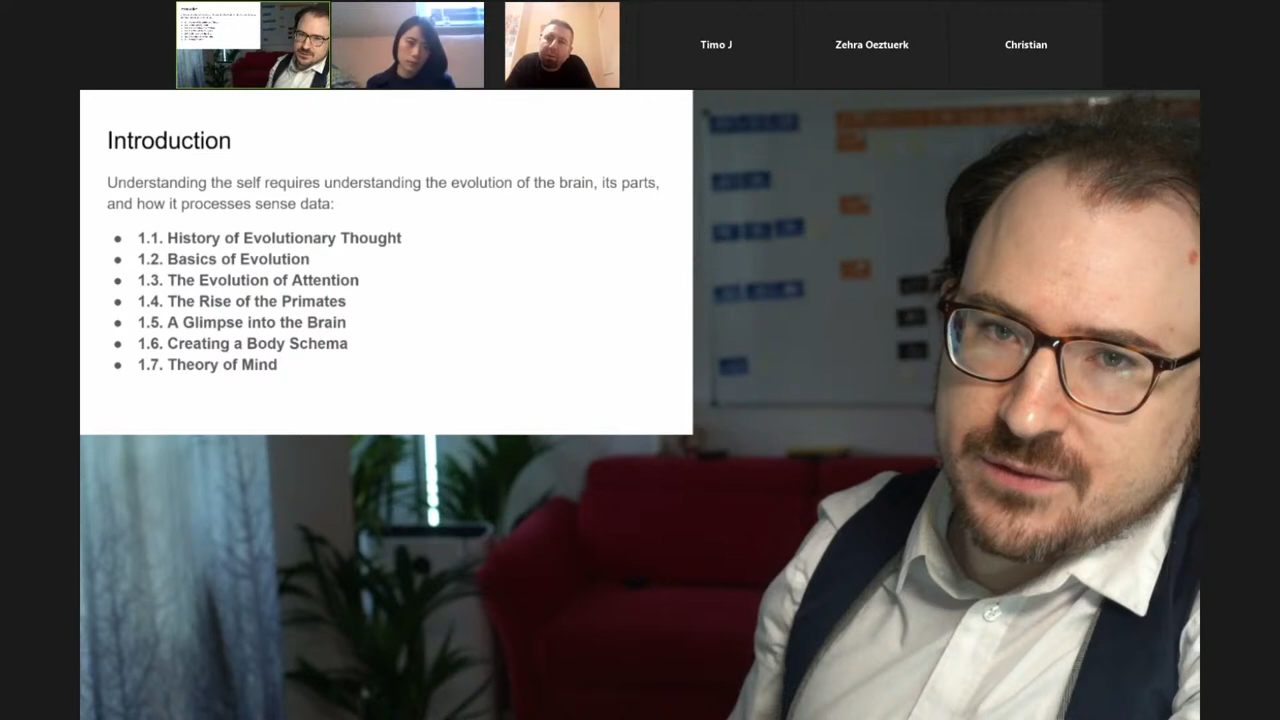 Timo J
Zehra Oeztuerk
Christian
Introduction
Understanding the self requires understanding the evolution of the brain, its parts,
and how it processes sense data:
● 1.1. History of Evolutionary Thought
● 1.2. Basics of Evolution
● 1.3. The Evolution of Attention
● 1.4. The Rise of the Primates
● 1.5. A Glimpse into the Brain
● 1.6. Creating a Body Schema
● 1.7. Theory of Mind